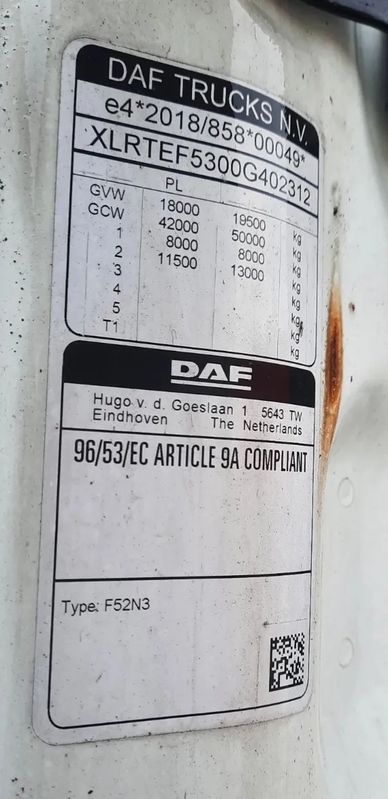 DAF TRUCKS N.V.
e4*2018/858*00049*
XLRTEF5300G402312
PL
GVW 18000 19500 kg
GCW 42000 50000 kg
1 8000 8000 kg
2 11500 13000 kg
3 kg
4 kg
5 kg
T1 kg
DAF
Hugo v. d. Goeslaan 1 5643 TW
Eindhoven The Netherlands
96/53/EC ARTICLE 9A COMPLIANT
Type: F52N3